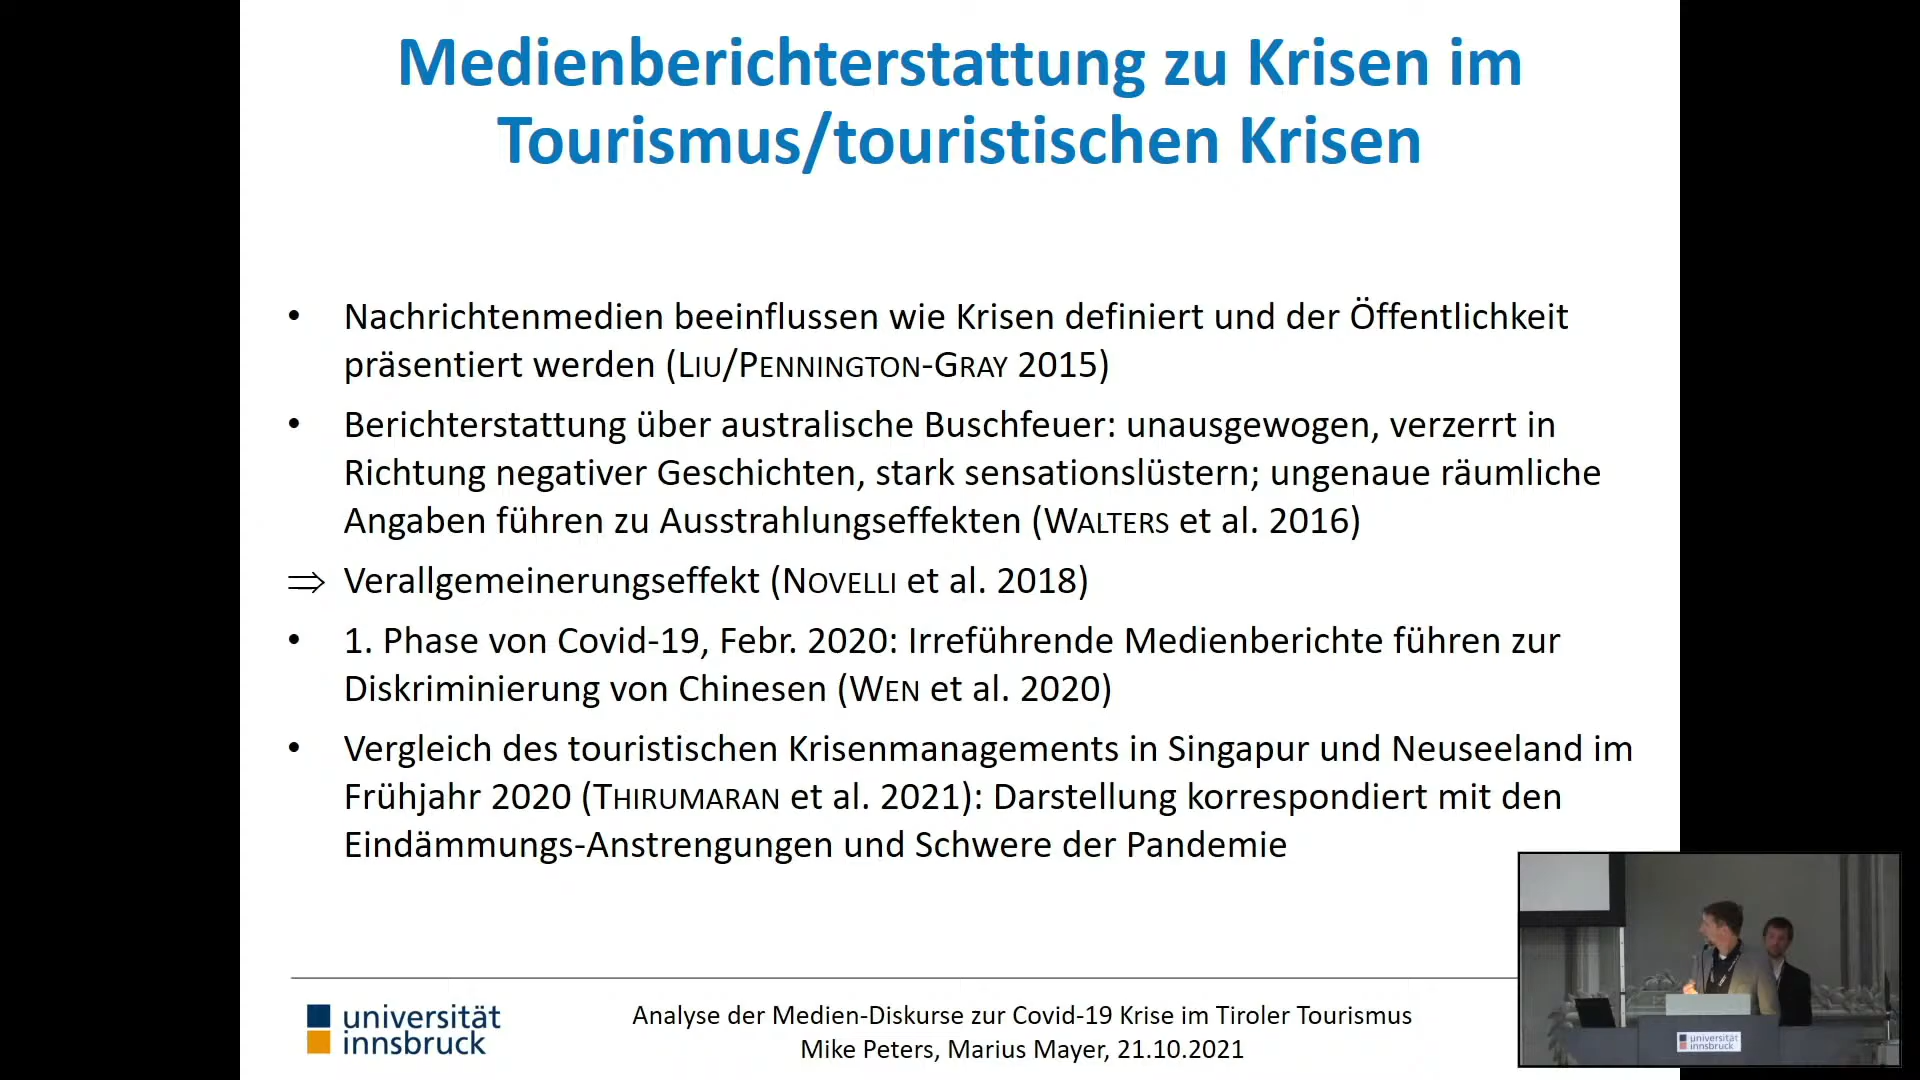 Medienberichterstattung zu Krisen im
Tourismus/touristischen Krisen
• Nachrichtenmedien beeinflussen wie Krisen definiert und der Öffentlichkeit
präsentiert werden (LIU/PENNINGTON-GRAY 2015)
• Berichterstattung über australische Buschfeuer: unausgewogen, verzerrt in
Richtung negativer Geschichten, stark sensationslüstern; ungenaue räumliche
Angaben führen zu Ausstrahlungseffekten (WALTERS et al. 2016)
⇒ Verallgemeinerungseffekt (NOVELLI et al. 2018)
• 1. Phase von Covid-19, Febr. 2020: Irreführende Medienberichte führen zur
Diskriminierung von Chinesen (WEN et al. 2020)
• Vergleich des touristischen Krisenmanagements in Singapur und Neuseeland im
Frühjahr 2020 (THIRUMARAN et al. 2021): Darstellung korrespondiert mit den
Eindämmungs-Anstrengungen und Schwere der Pandemie
universität
innsbruck
Analyse der Medien-Diskurse zur Covid-19 Krise im Tiroler Tourismus
Mike Peters, Marius Mayer, 21.10.2021
universität
innsbruck